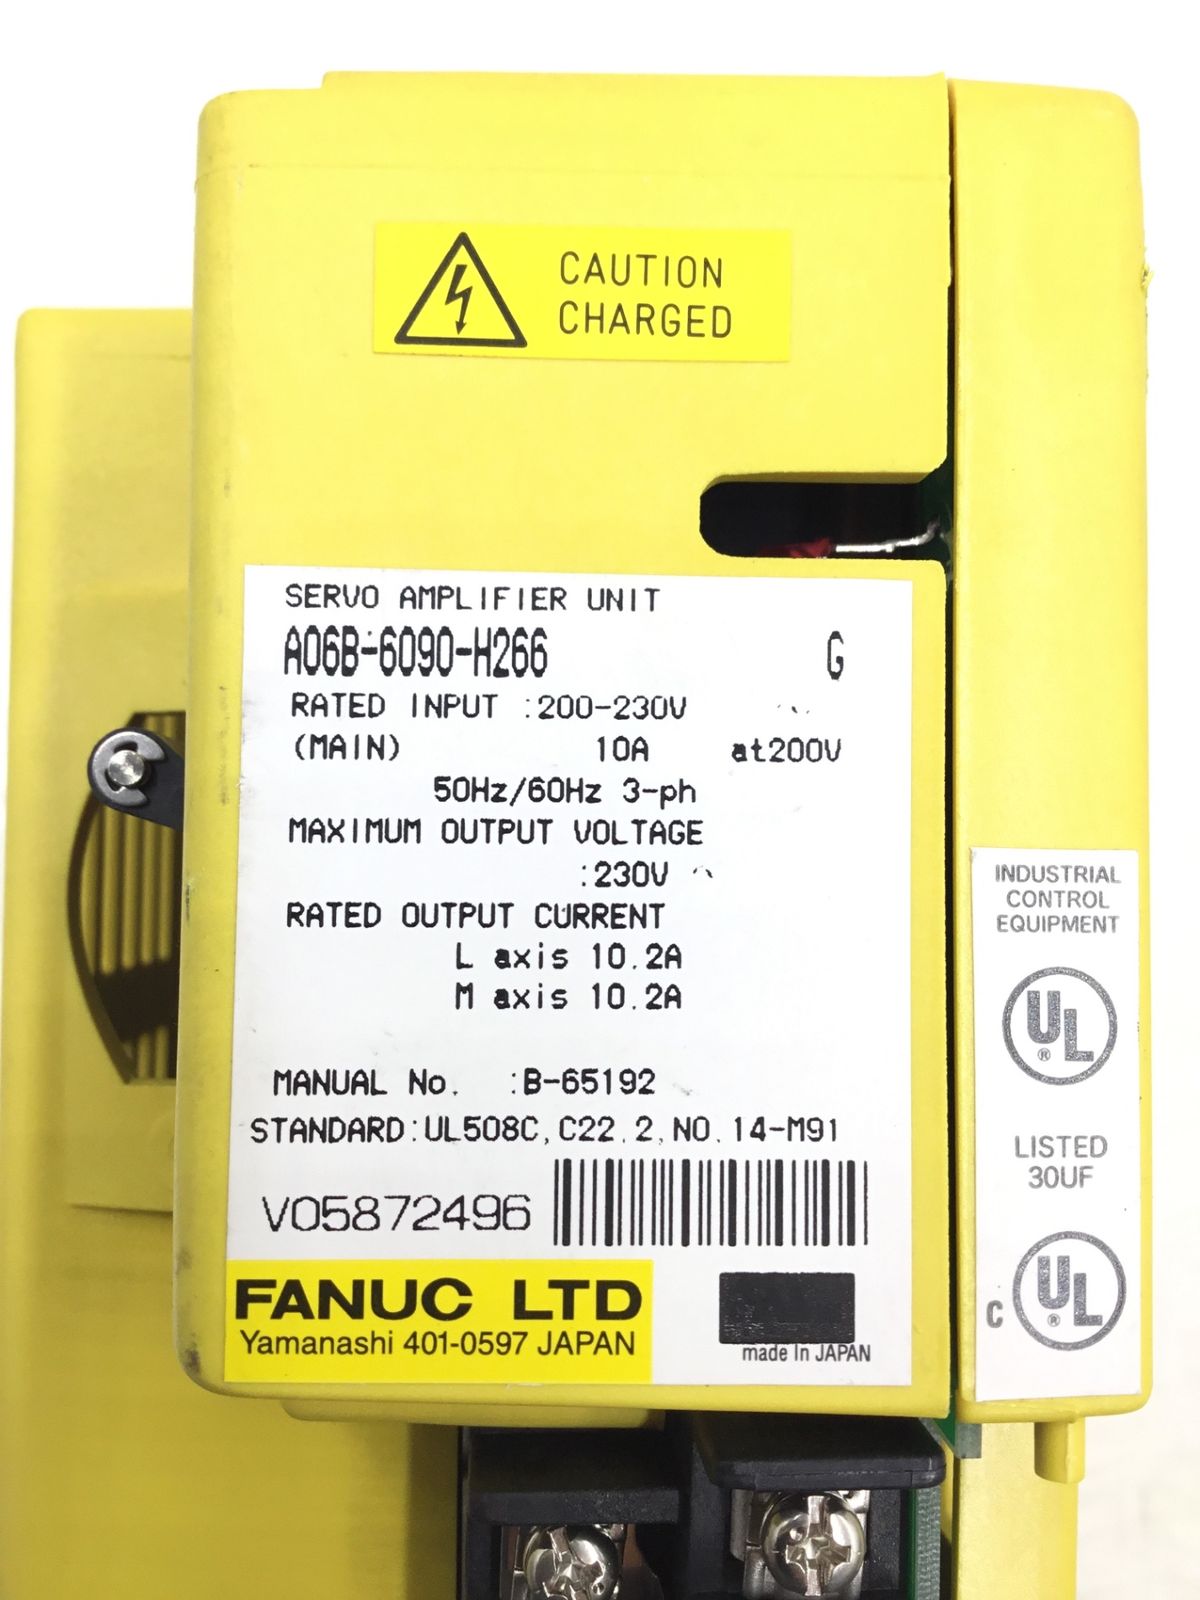 CAUTION
CHARGED
SERVO AMPLIFIER UNIT
A06B-6090-H266 G
RATED INPUT :200-230V
(MAIN) 10A at200V
50Hz/60Hz 3-ph
MAXIMUM OUTPUT VOLTAGE
:230V
RATED OUTPUT CURRENT
L axis 10.2A
M axis 10.2A
MANUAL No. :B-65192
STANDARD:UL508C,C22.2,NO.14-M91
V05872496
FANUC LTD
Yamanashi 401-0597 JAPAN
made In JAPAN
INDUSTRIAL
CONTROL
EQUIPMENT
UL
®
LISTED
30UF
C UL
®